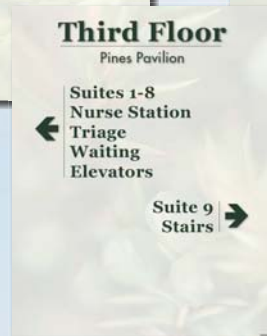 Third Floor
Pines Pavilion
Suites 1-8
Nurse Station
Triage
Waiting
Elevators
Suite 9
Stairs